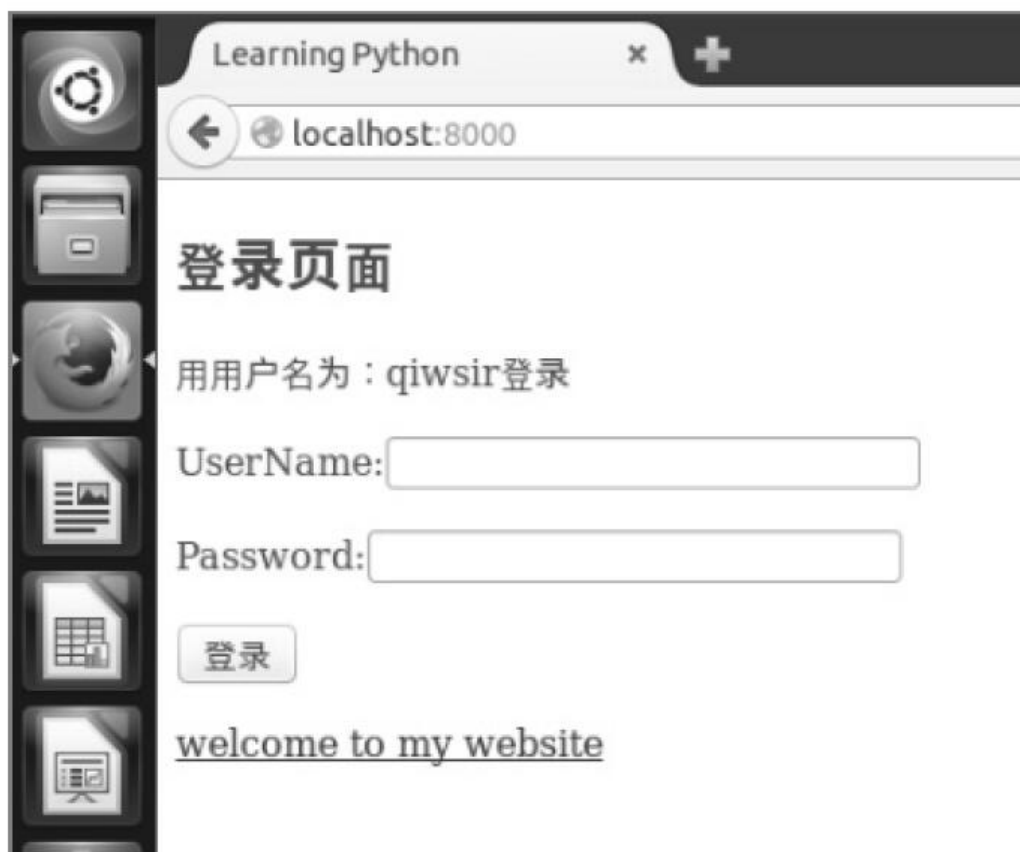 Learning Python
localhost:8000
登录页面
用用户名为：qiwsir登录
UserName:
Password:
登录
welcome to my website